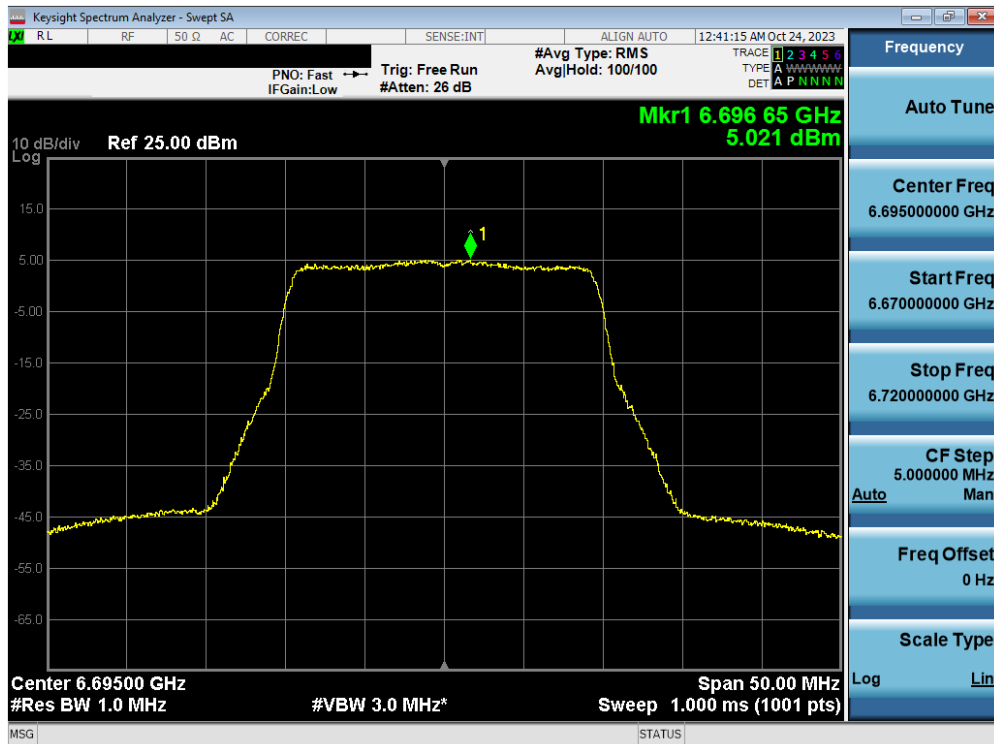 Keysight Spectrum Analyzer - Swept SA
LXI RL RF 50 Ω AC CORREC SENSE:INT ALIGN AUTO 12:41:15 AM Oct 24, 2023
PNO: Fast
IFGain:Low
Trig: Free Run
#Atten: 26 dB
#Avg Type: RMS
Avg|Hold: 100/100
TRACE 1 2 3 4 5 6
TYPE A WWWWW
DET A P N N N N
Mkr1 6.696 65 GHz
5.021 dBm
10 dB/div Ref 25.00 dBm
Log
15.0
5.00
-5.00
-15.0
-25.0
-35.0
-45.0
-55.0
-65.0
1
Center 6.69500 GHz
Span 50.00 MHz
#Res BW 1.0 MHz
#VBW 3.0 MHz*
Sweep 1.000 ms (1001 pts)
MSG
STATUS
Frequency
Auto Tune
Center Freq
6.695000000 GHz
Start Freq
6.670000000 GHz
Stop Freq
6.720000000 GHz
CF Step
5.000000 MHz
Auto Man
Freq Offset
0 Hz
Scale Type
Log Lin